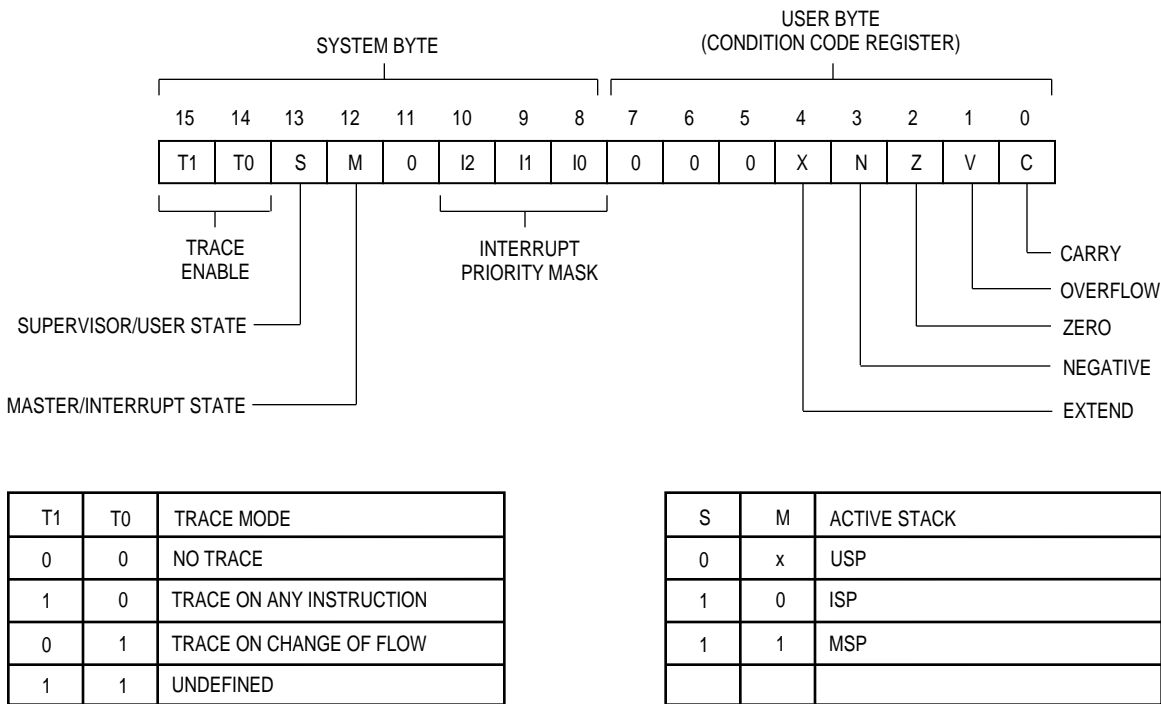 USER BYTE
(CONDITION CODE REGISTER)
SYSTEM BYTE
15 14 13 12 11 10 9 8 7 6 5 4 3 2 1 0
T1 T0 S M 0 I2 I1 I0 0 0 0 X N Z V C
TRACE
ENABLE
INTERRUPT
PRIORITY MASK
CARRY
OVERFLOW
SUPERVISOR/USER STATE
ZERO
NEGATIVE
MASTER/INTERRUPT STATE
EXTEND
T1 T0 TRACE MODE
0 0 NO TRACE
1 0 TRACE ON ANY INSTRUCTION
0 1 TRACE ON CHANGE OF FLOW
1 1 UNDEFINED
S M ACTIVE STACK
0 x USP
1 0 ISP
1 1 MSP